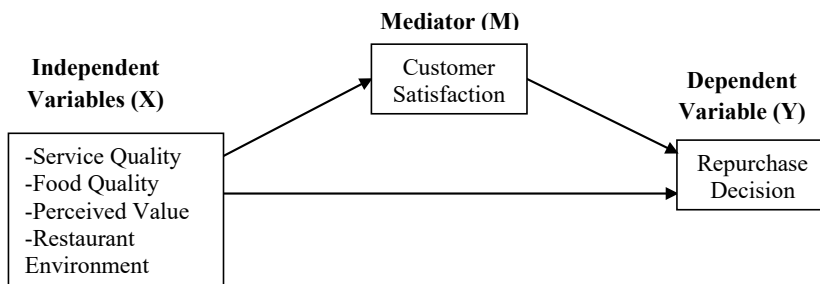 Mediator (M)
Independent
Variables (X)
Customer
Satisfaction
Dependent
Variable (Y)
-Service Quality
-Food Quality
-Perceived Value
-Restaurant
Environment
Repurchase
Decision